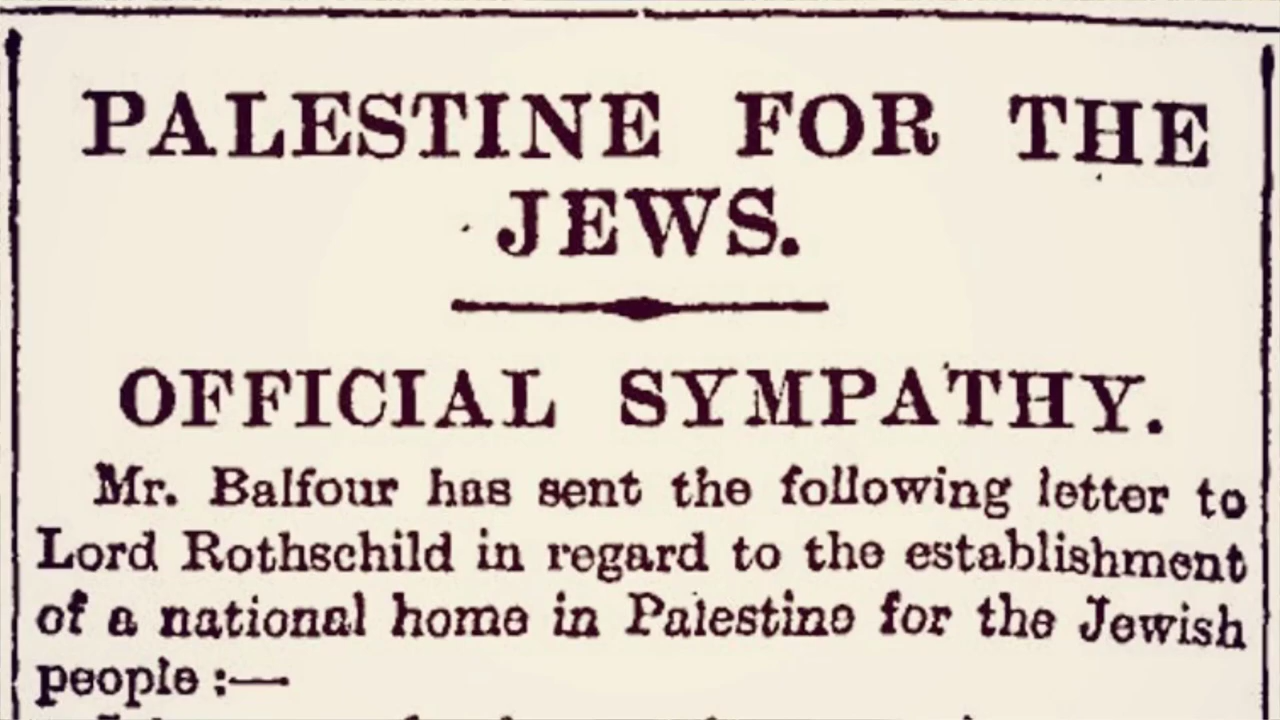 PALESTINE FOR THE
JEWS.
OFFICIAL SYMPATHY.
Mr. Balfour has sent the following letter to
Lord Rothschild in regard to the establishment
of a national home in Palestine for the Jewish
people :—